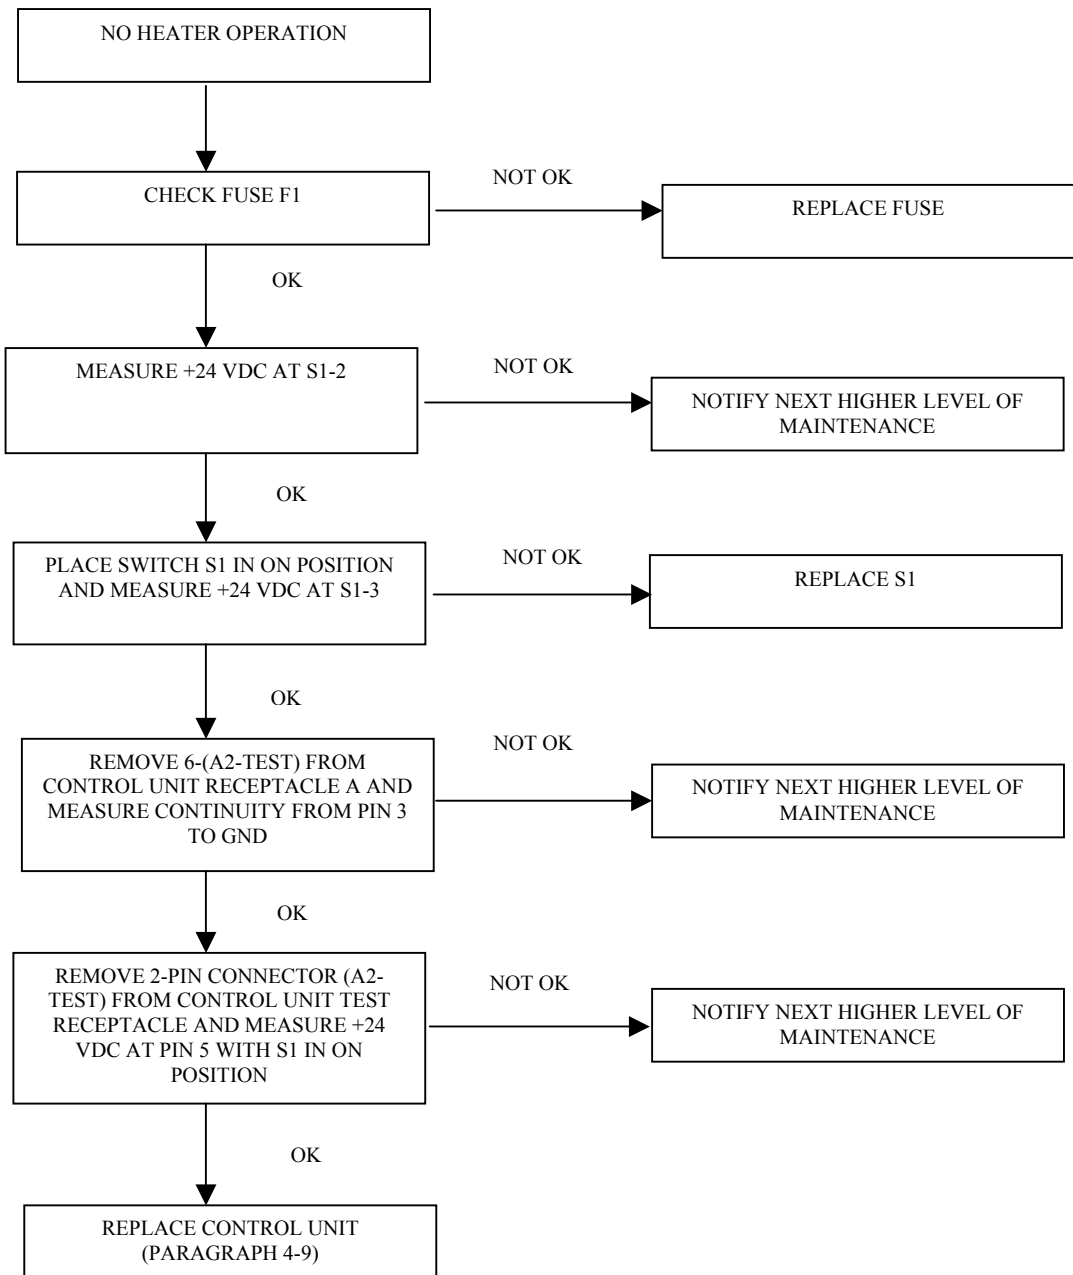 NO HEATER OPERATION
CHECK FUSE F1
NOT OK
REPLACE FUSE
OK
MEASURE +24 VDC AT S1-2
NOT OK
NOTIFY NEXT HIGHER LEVEL OF
MAINTENANCE
OK
PLACE SWITCH S1 IN ON POSITION
AND MEASURE +24 VDC AT S1-3
NOT OK
REPLACE S1
OK
REMOVE 6-(A2-TEST) FROM
CONTROL UNIT RECEPTACLE A AND
MEASURE CONTINUITY FROM PIN 3
TO GND
NOT OK
NOTIFY NEXT HIGHER LEVEL OF
MAINTENANCE
OK
REMOVE 2-PIN CONNECTOR (A2-
TEST) FROM CONTROL UNIT TEST
RECEPTACLE AND MEASURE +24
VDC AT PIN 5 WITH S1 IN ON
POSITION
NOT OK
NOTIFY NEXT HIGHER LEVEL OF
MAINTENANCE
OK
REPLACE CONTROL UNIT
(PARAGRAPH 4-9)